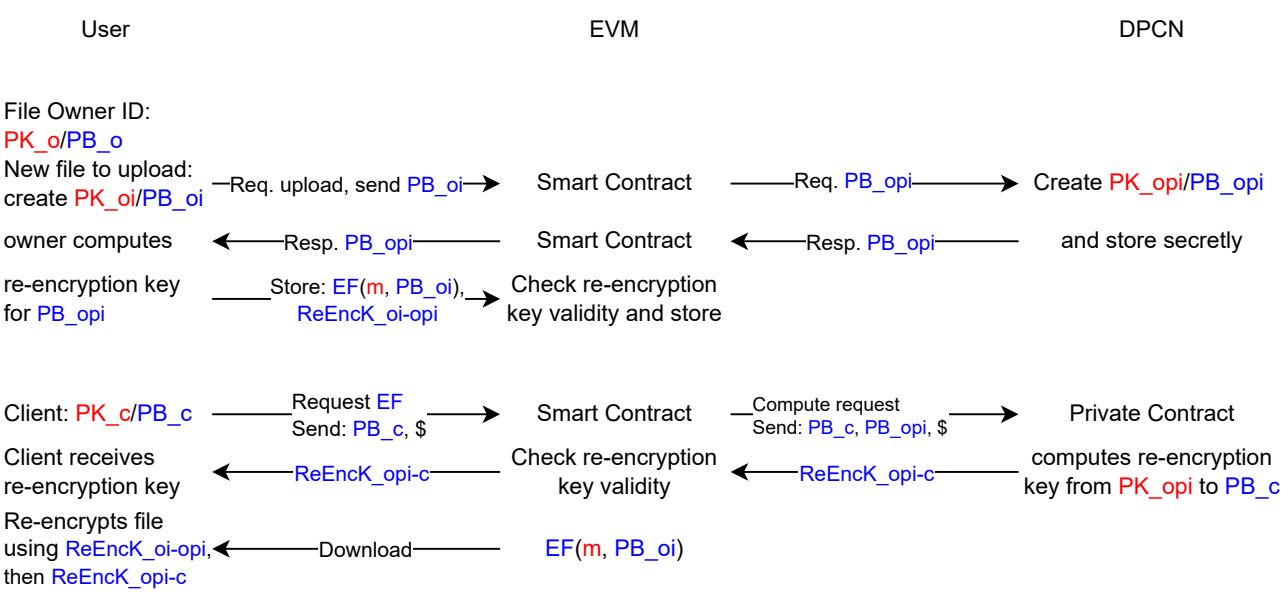 User EVM DPCN
File Owner ID:
PK_o/PB_o
New file to upload:
create PK_oi/PB_oi
Req. upload, send PB_oi
Smart Contract
Req. PB_opi
Create PK_opi/PB_opi
owner computes
Resp. PB_opi
Smart Contract
Resp. PB_opi
and store secretly
re-encryption key
for PB_opi
Store: EF(m, PB_oi),
ReEncK_oi-opi
Check re-encryption
key validity and store
Client: PK_c/PB_c
Request EF
Send: PB_c, $
Smart Contract
Compute request
Send: PB_c, PB_opi, $
Private Contract
Client receives
re-encryption key
ReEncK_opi-c
Check re-encryption
key validity
ReEncK_opi-c
computes re-encryption
key from PK_opi to PB_c
Re-encrypts file
using ReEncK_oi-opi,
then ReEncK_opi-c
Download
EF(m, PB_oi)